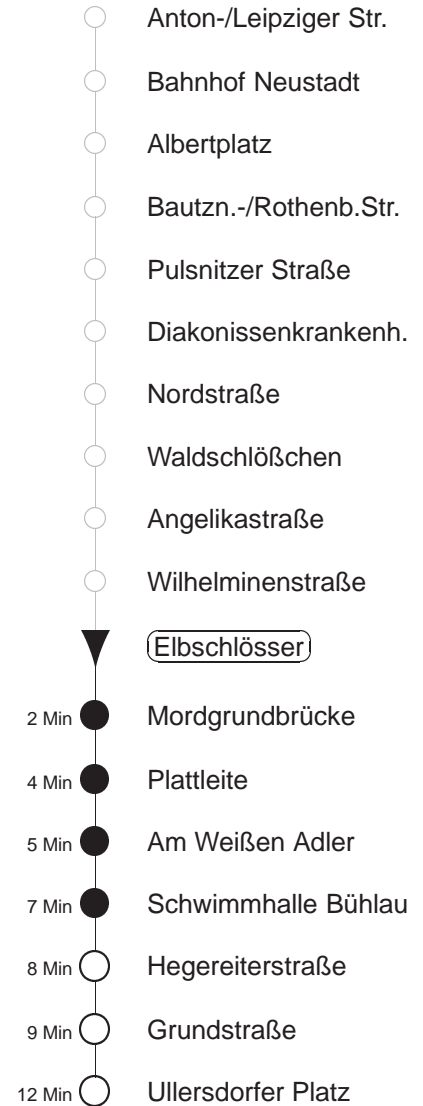 Anton-/Leipziger Str.
Bahnhof Neustadt
Albertplatz
Bautzn.-/Rothenb.Str.
Pulsnitzer Straße
Diakonissenkrankenh.
Nordstraße
Waldschlößchen
Angelikastraße
Wilhelminenstraße
Elbschlösser
2 Min Mordgrundbrücke
4 Min Plattleite
5 Min Am Weißen Adler
7 Min Schwimmhalle Bühlau
8 Min Hegereiterstraße
9 Min Grundstraße
12 Min Ullersdorfer Platz